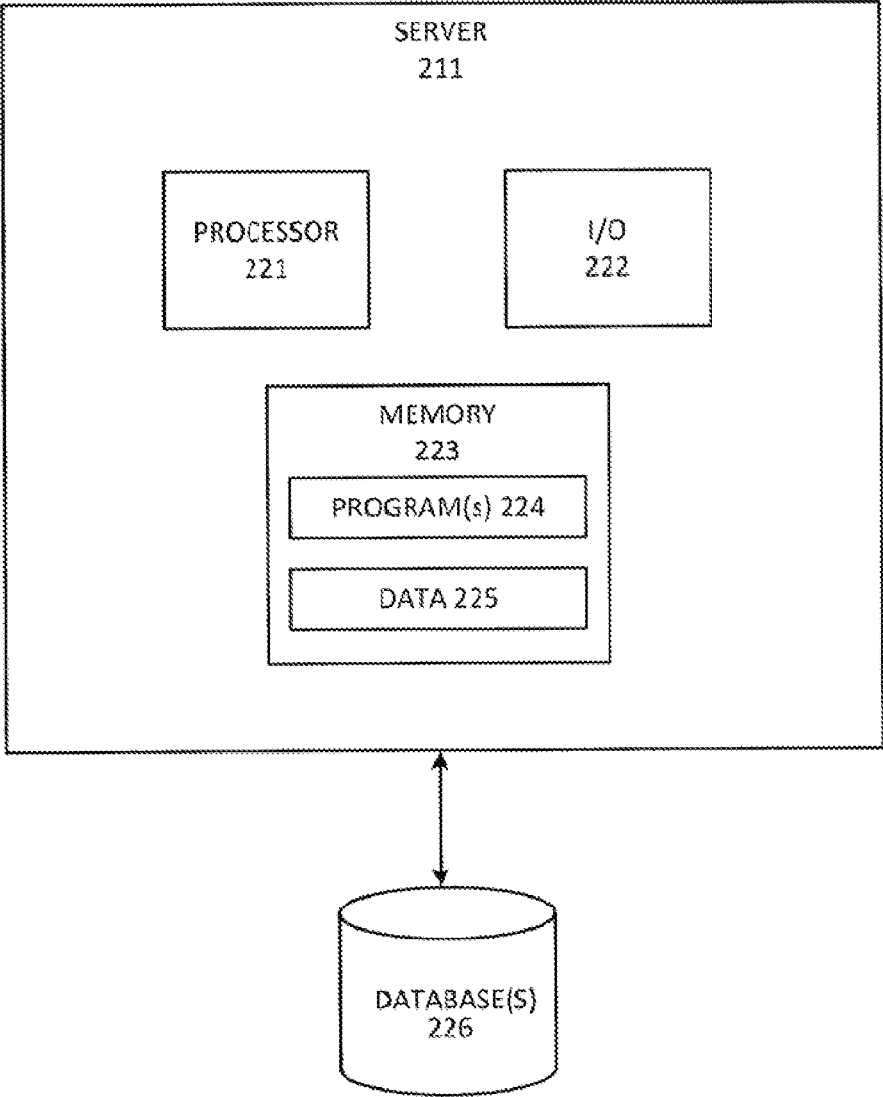 SERVER
211
PROCESSOR
221
I/O
222
MEMORY
223
PROGRAM(s) 224
DATA 225
DATABASE(S)
226